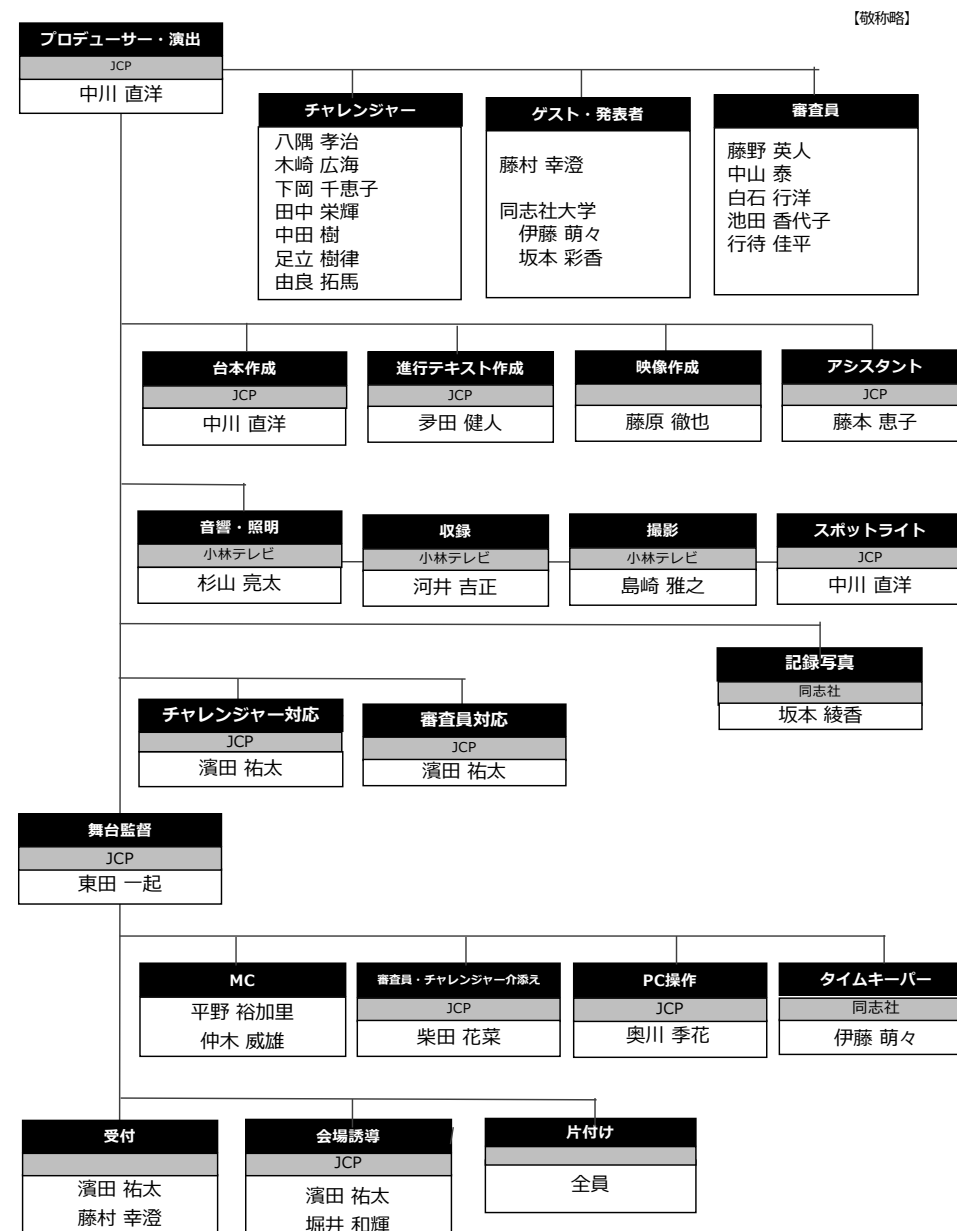 【敬称略】
プロデューサー・演出
JCP
中川 直洋
チャレンジャー
八隅 孝治
木崎 広海
下岡 千恵子
田中 栄輝
中田 樹
足立 樹律
由良 拓馬
ゲスト・発表者
藤村 幸澄
同志社大学
伊藤 萌々
坂本 彩香
審査員
藤野 英人
中山 泰
白石 行洋
池田 香代子
行待 佳平
台本作成
JCP
中川 直洋
進行テキスト作成
JCP
夛田 健人
映像作成
藤原 徹也
アシスタント
JCP
藤本 恵子
音響・照明
小林テレビ
杉山 亮太
収録
小林テレビ
河井 吉正
撮影
小林テレビ
島崎 雅之
スポットライト
JCP
中川 直洋
記録写真
同志社
坂本 綾香
チャレンジャー対応
JCP
濱田 祐太
審査員対応
JCP
濱田 祐太
舞台監督
JCP
東田 一起
MC
平野 裕加里
仲木 威雄
審査員・チャレンジャー介添え
JCP
柴田 花菜
PC操作
JCP
奥川 季花
タイムキーパー
同志社
伊藤 萌々
受付
濱田 祐太
藤村 幸澄
会場誘導
JCP
濱田 祐太
堀井 和輝
片付け
全員